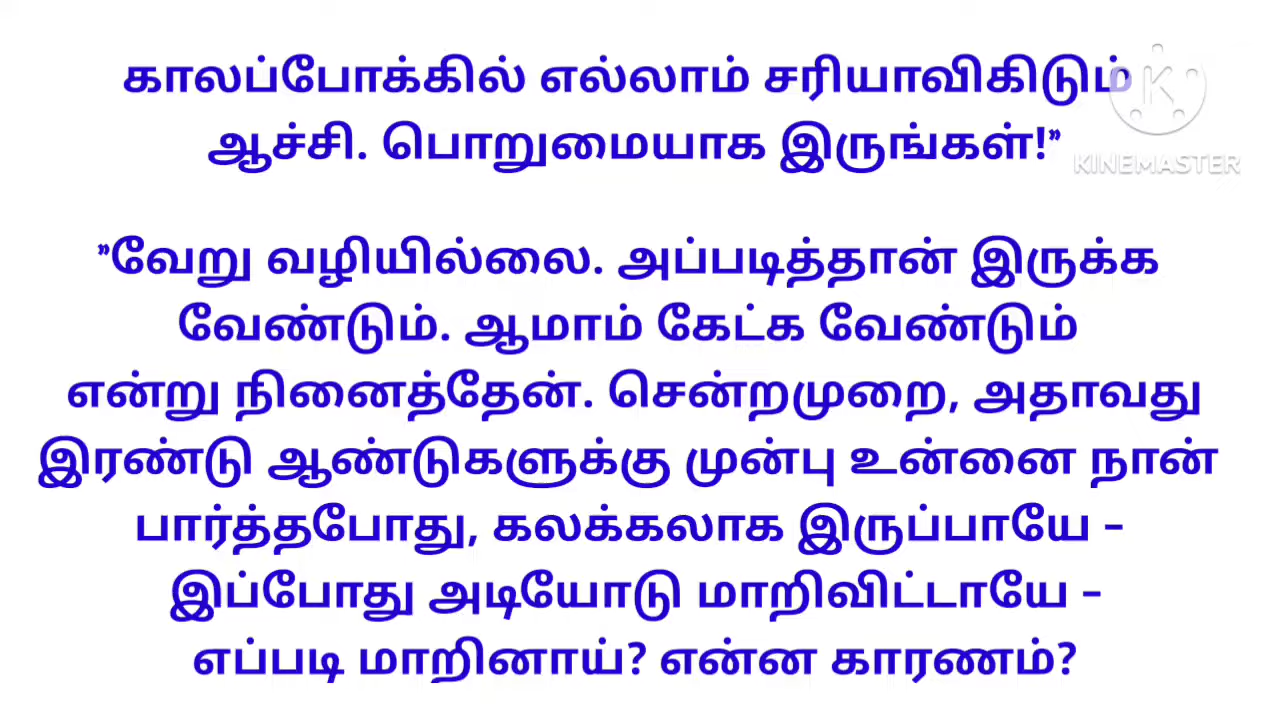 காலப்போக்கில் எல்லாம் சரியாவிகிடும்
ஆச்சி. பொறுமையாக இருங்கள்!”
KINEMASTER
”வேறு வழியில்லை. அப்படித்தான் இருக்க
வேண்டும். ஆமாம் கேட்க வேண்டும்
என்று நினைத்தேன். சென்றமுறை, அதாவது
இரண்டு ஆண்டுகளுக்கு முன்பு உன்னை நான்
பார்த்தபோது, கலக்கலாக இருப்பாயே –
இப்போது அடியோடு மாறிவிட்டாயே –
எப்படி மாறினாய்? என்ன காரணம்?